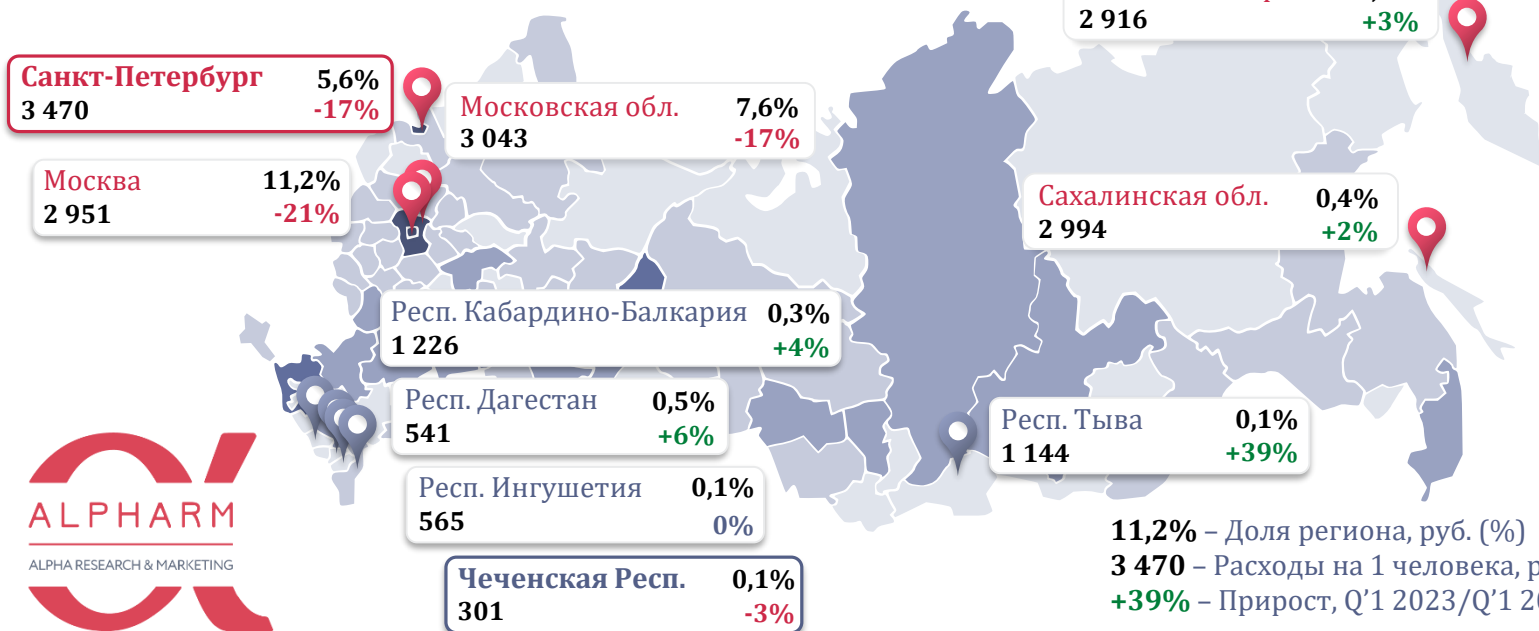 2 916 +3%
Санкт-Петербург 5,6%
3 470 -17%
Московская обл. 7,6%
3 043 -17%
Москва 11,2%
2 951 -21%
Сахалинская обл. 0,4%
2 994 +2%
Респ. Кабардино-Балкария 0,3%
1 226 +4%
Респ. Дагестан 0,5%
541 +6%
Респ. Тыва 0,1%
1 144 +39%
Респ. Ингушетия 0,1%
565 0%
Чеченская Респ. 0,1%
301 -3%
ALPHARM
ALPHA RESEARCH & MARKETING
11,2% – Доля региона, руб. (%)
3 470 – Расходы на 1 человека,
+39% – Прирост, Q’1 2023/Q’1